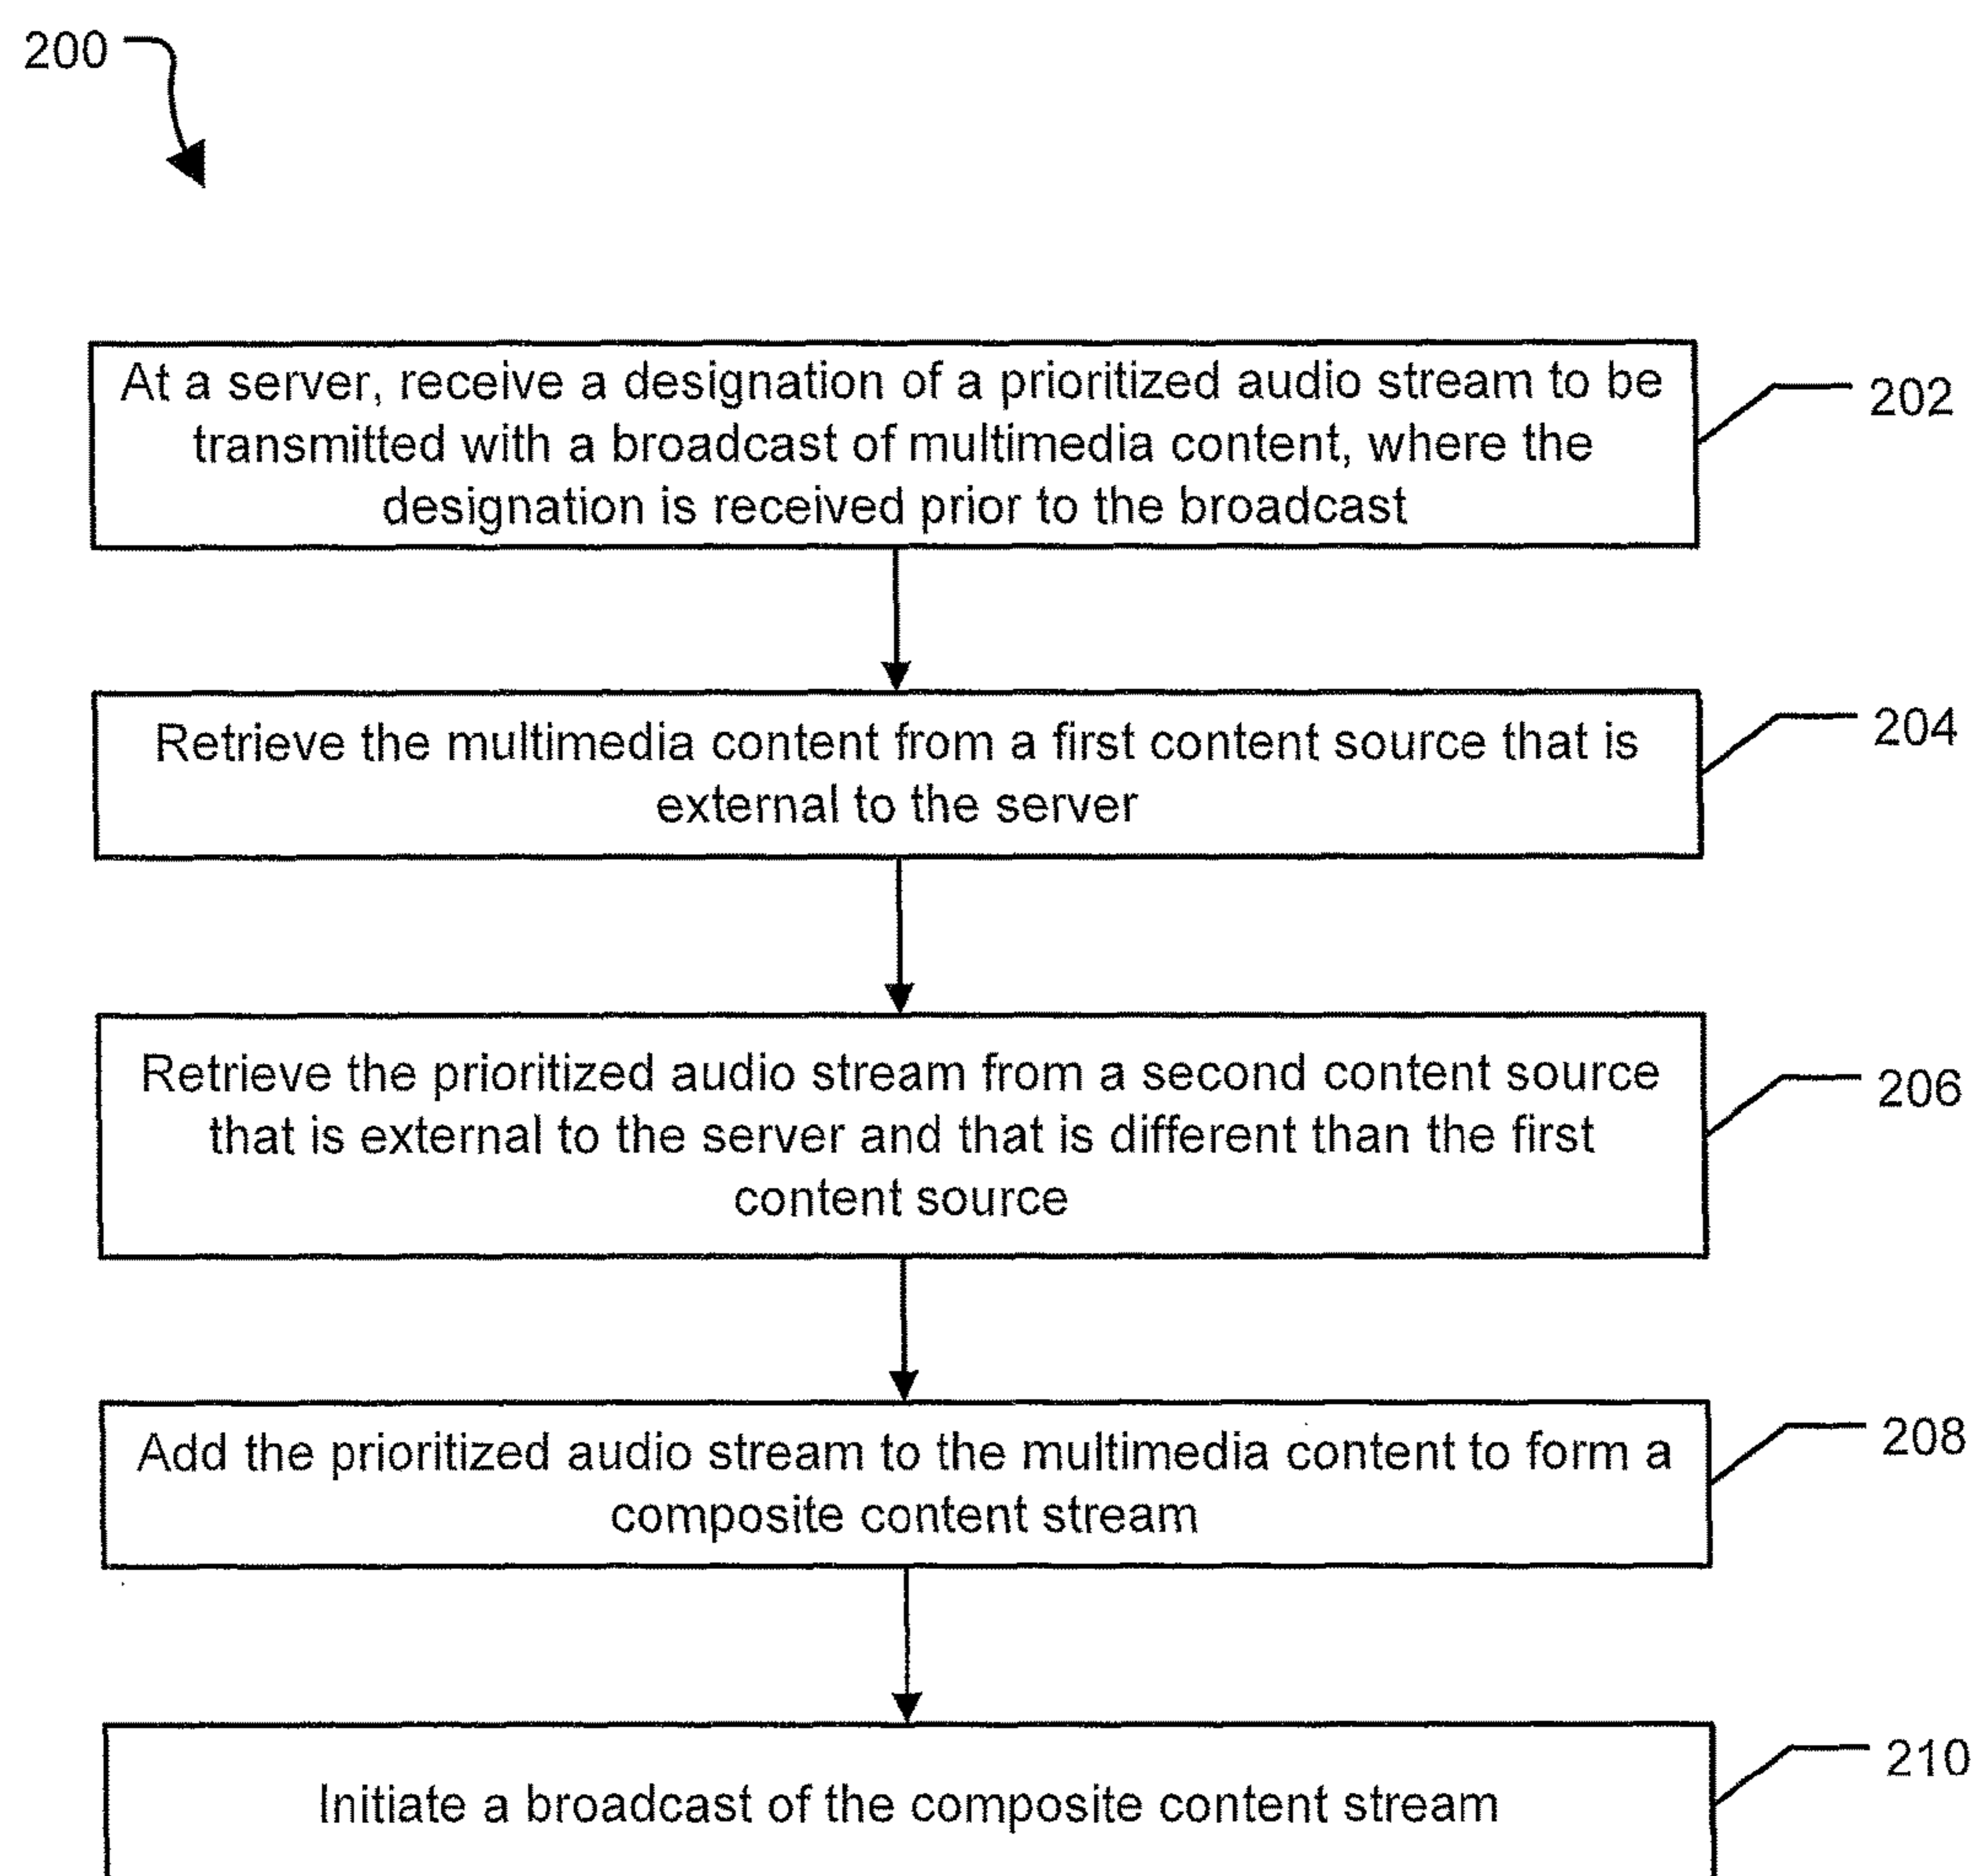 200
At a server, receive a designation of a prioritized audio stream to be
transmitted with a broadcast of multimedia content, where the
designation is received prior to the broadcast
202
Retrieve the multimedia content from a first content source that is
external to the server
204
Retrieve the prioritized audio stream from a second content source
that is external to the server and that is different than the first
content source
206
Add the prioritized audio stream to the multimedia content to form a
composite content stream
208
Initiate a broadcast of the composite content stream
210